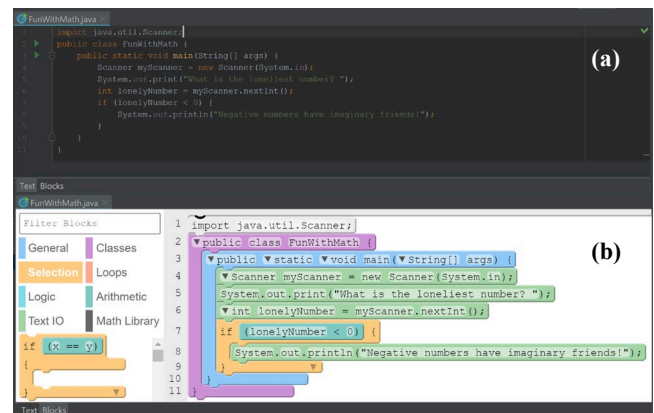 FunWithMath.java ×
1 import java.util.Scanner;
2 public class FunWithMath {
3 public static void main(String[] args) {
4 Scanner myScanner = new Scanner(System.in);
5 System.out.print("What is the loneliest number? ");
6 int lonelyNumber = myScanner.nextInt();
7 if (lonelyNumber < 0) {
8 System.out.println("Negative numbers have imaginary friends!");
9 }
10 }
11 }
(a)
Text Blocks
FunWithMath.java ×
Filter Blocks
General Classes
Selection Loops
Logic Arithmetic
Text IO Math Library
if (x == y)
{
}
1 import java.util.Scanner;
2 public class FunWithMath {
3 public static void main(String[] args) {
4 Scanner myScanner = new Scanner(System.in);
5 System.out.print("What is the loneliest number? ");
6 int lonelyNumber = myScanner.nextInt();
7 if (lonelyNumber < 0) {
8 System.out.println("Negative numbers have imaginary friends!");
9 }
10 }
11 }
(b)
Text Blocks